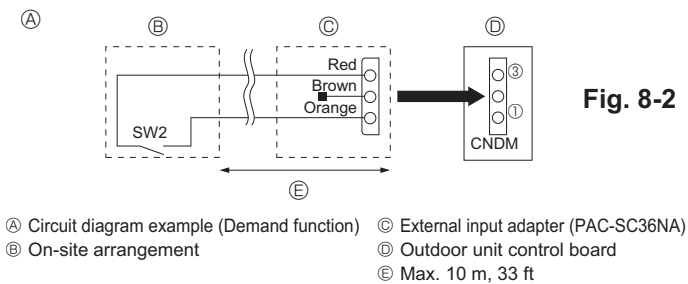 Ⓐ
Ⓑ
Ⓒ
Ⓓ
Red
Brown
Orange
SW2
③
①
CNDM
Fig. 8-2
Ⓔ
Ⓐ Circuit diagram example (Demand function)
Ⓑ On-site arrangement
Ⓒ External input adapter (PAC-SC36NA)
Ⓓ Outdoor unit control board
Ⓔ Max. 10 m, 33 ft